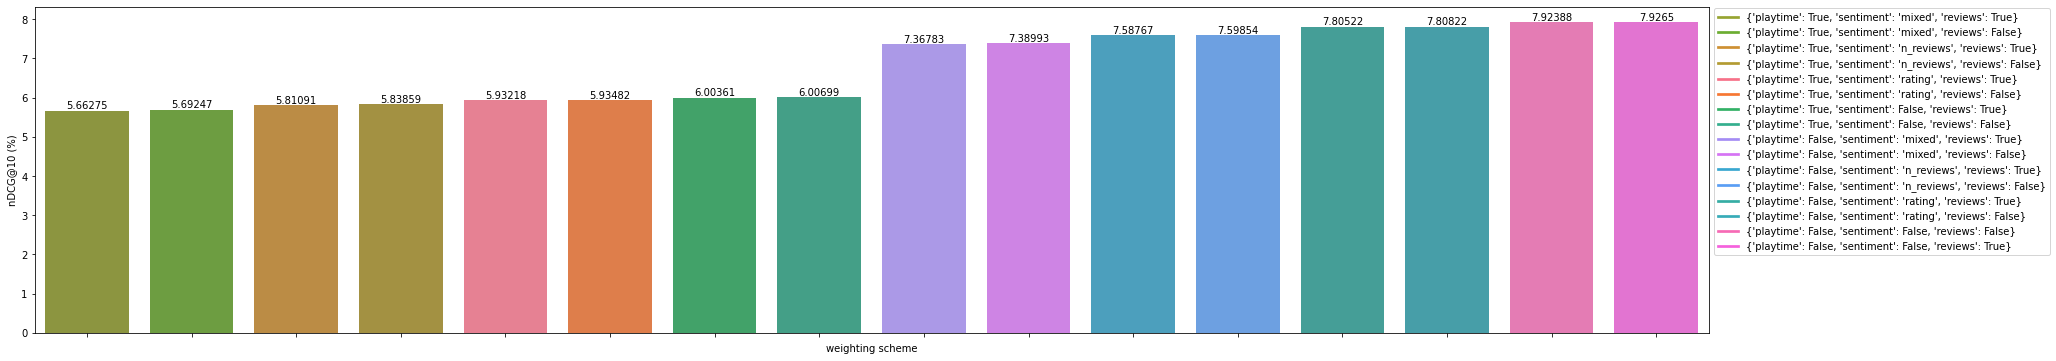 nDCG@10 (%)
8
7
6
5
4
3
2
1
0
5.66275
5.69247
5.81091
5.83859
5.93218
5.93482
6.00361
6.00699
7.36783
7.38993
7.58767
7.59854
7.80522
7.80822
7.92388
7.9265
weighting scheme
{'playtime': True, 'sentiment': 'mixed', 'reviews': True}
{'playtime': True, 'sentiment': 'mixed', 'reviews': False}
{'playtime': True, 'sentiment': 'n_reviews', 'reviews': True}
{'playtime': True, 'sentiment': 'n_reviews', 'reviews': False}
{'playtime': True, 'sentiment': 'rating', 'reviews': True}
{'playtime': True, 'sentiment': 'rating', 'reviews': False}
{'playtime': True, 'sentiment': False, 'reviews': True}
{'playtime': True, 'sentiment': False, 'reviews': False}
{'playtime': False, 'sentiment': 'mixed', 'reviews': True}
{'playtime': False, 'sentiment': 'mixed', 'reviews': False}
{'playtime': False, 'sentiment': 'n_reviews', 'reviews': True}
{'playtime': False, 'sentiment': 'n_reviews', 'reviews': False}
{'playtime': False, 'sentiment': 'rating', 'reviews': True}
{'playtime': False, 'sentiment': 'rating', 'reviews': False}
{'playtime': False, 'sentiment': False, 'reviews': False}
{'playtime': False, 'sentiment': False, 'reviews': True}